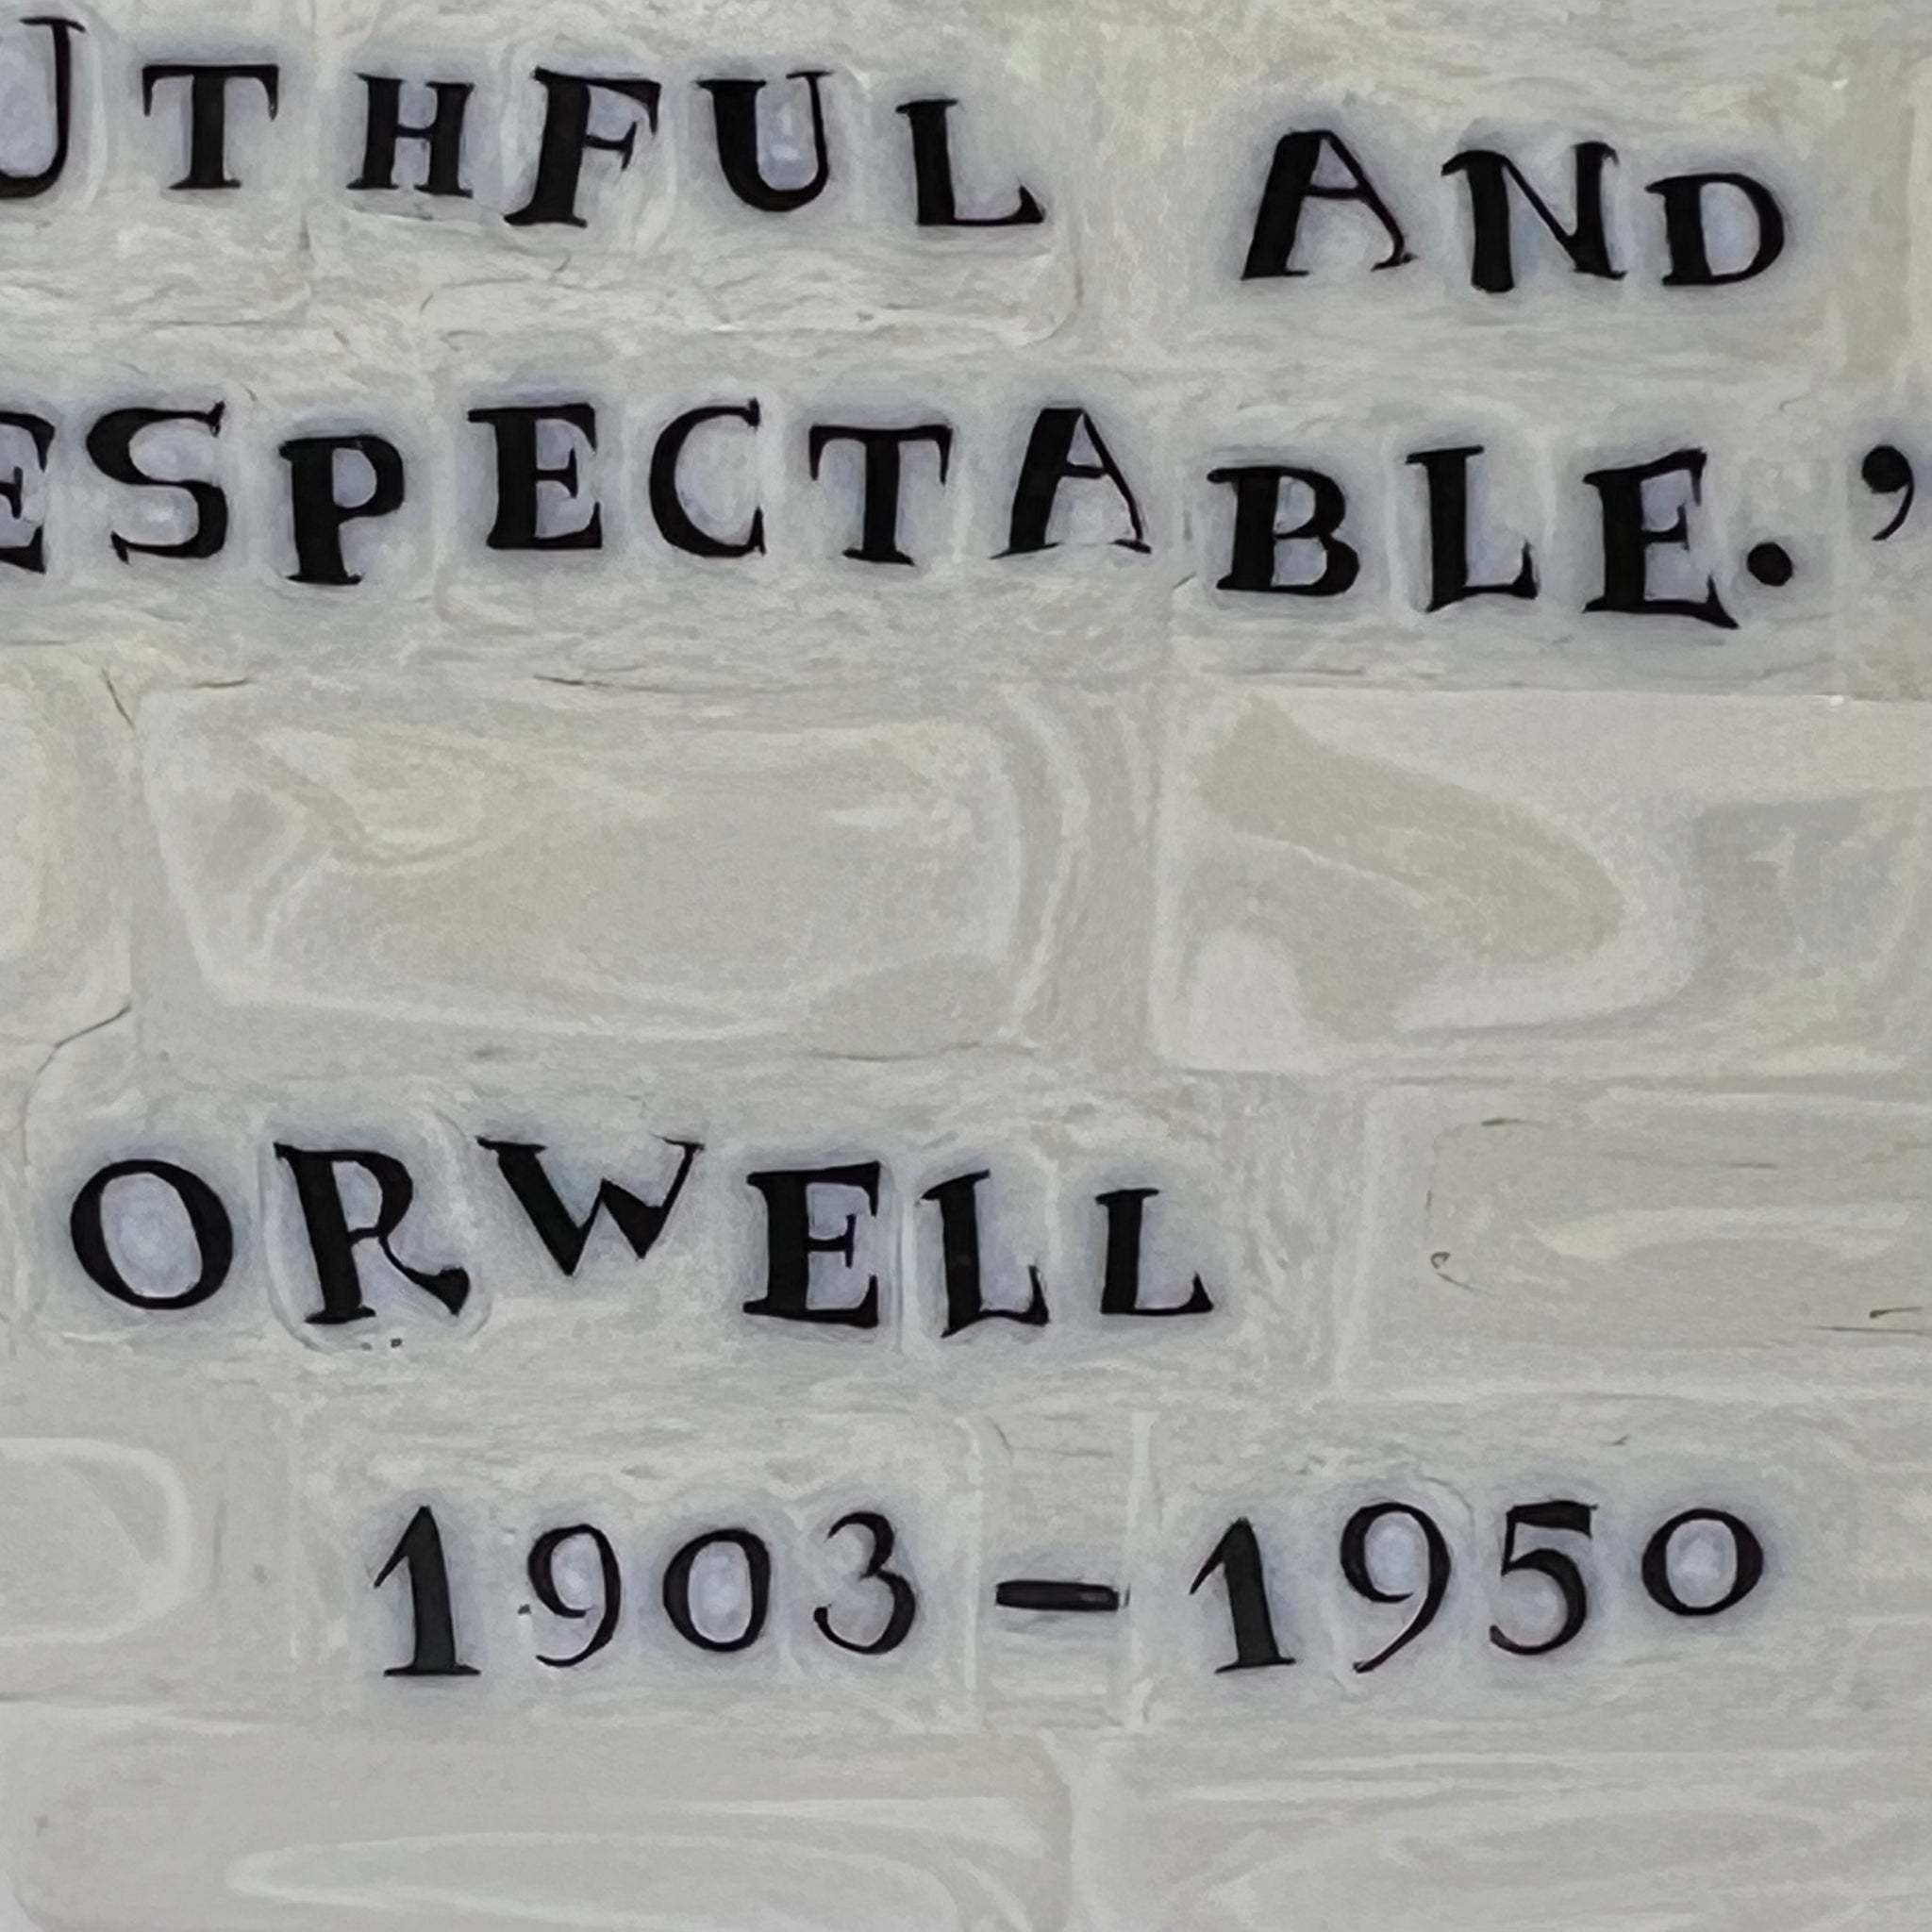 UTHFUL AND
ESPECTABLE.’
ORWELL
1903–1950